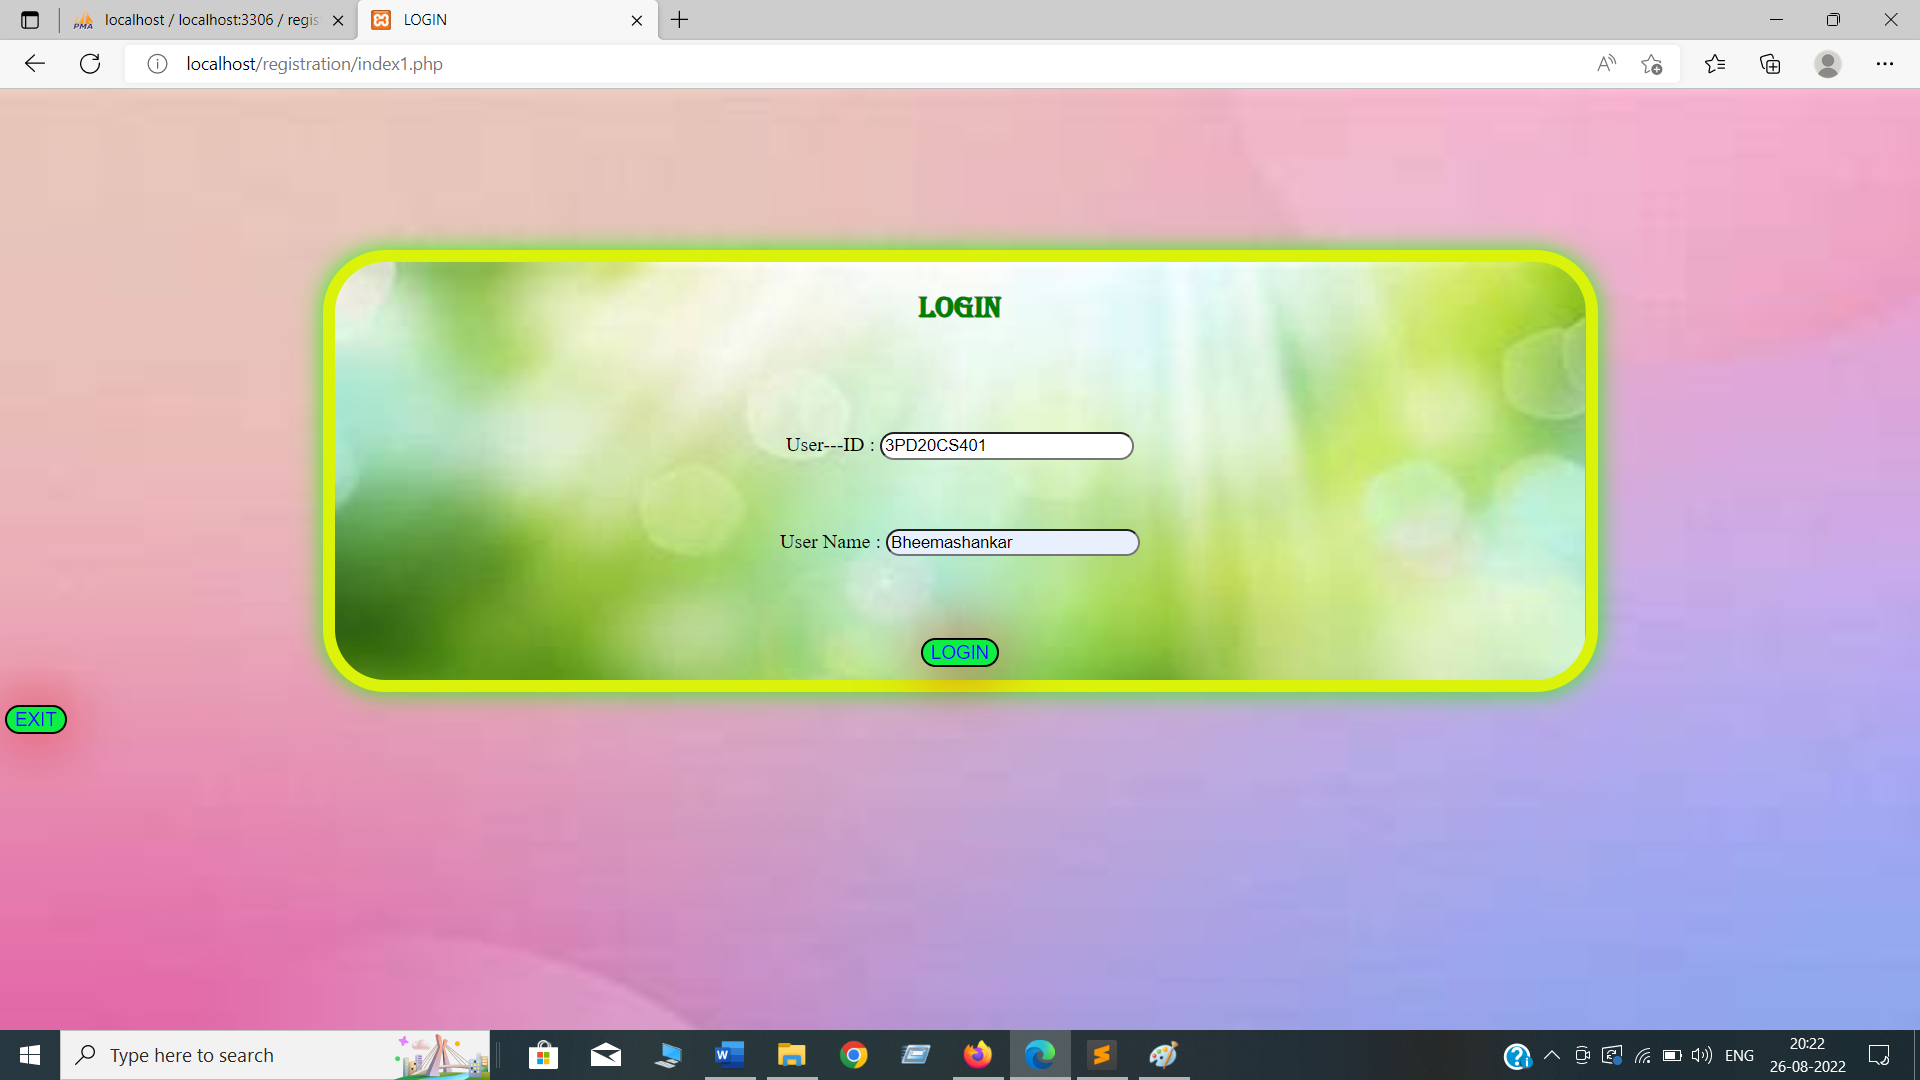 localhost / localhost:3306 / regis
LOGIN
localhost/registration/index1.php
LOGIN
User---ID : 3PD20CS401
User Name : Bheemashankar
LOGIN
EXIT
Type here to search
ENG
20:22
26-08-2022